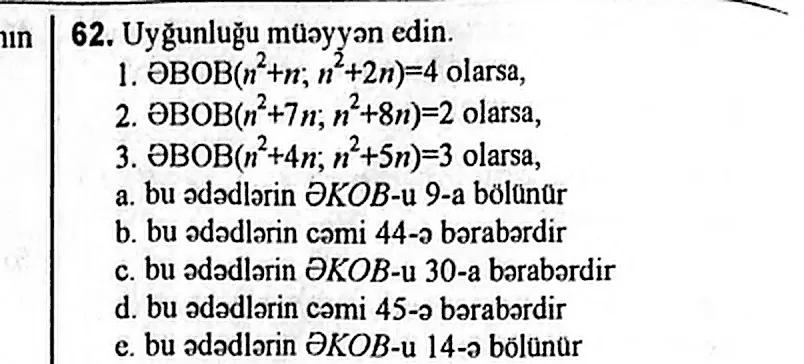 nın
62. Uyğunluğu müəyyən edin.
1. ƏBOB(n²+n; n²+2n)=4 olarsa,
2. ƏBOB(n²+7n; n²+8n)=2 olarsa,
3. ƏBOB(n²+4n; n²+5n)=3 olarsa,
a. bu ədədlərin ƏKOB-u 9-a bölünür
b. bu ədədlərin cəmi 44-ə bərabərdir
c. bu ədədlərin ƏKOB-u 30-a bərabərdir
d. bu ədədlərin cəmi 45-ə bərabərdir
e. bu ədədlərin ƏKOB-u 14-ə bölünür